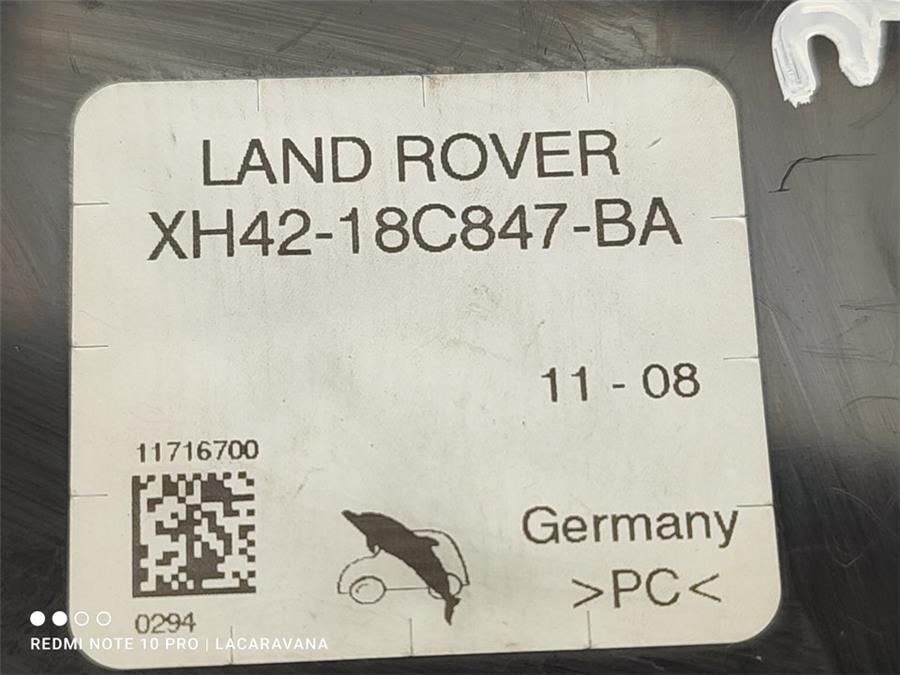 LAND ROVER
XH42-18C847-BA
11 - 08
11716700
Germany
>PC<
0294
REDMI NOTE 10 PRO | LACARAVANA